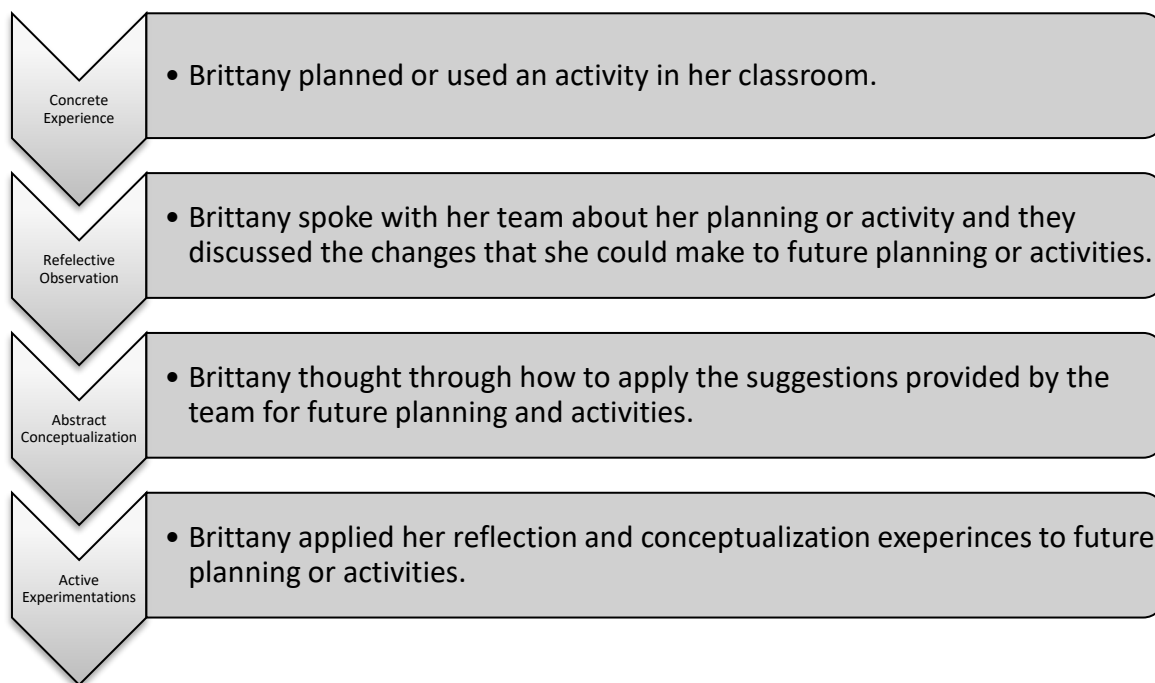 Concrete
Experience
• Brittany planned or used an activity in her classroom.
Refelective
Observation
• Brittany spoke with her team about her planning or activity and they
discussed the changes that she could make to future planning or activities.
Abstract
Conceptualization
• Brittany thought through how to apply the suggestions provided by the
team for future planning and activities.
Active
Experimentations
• Brittany applied her reflection and conceptualization exeperinces to future
planning or activities.